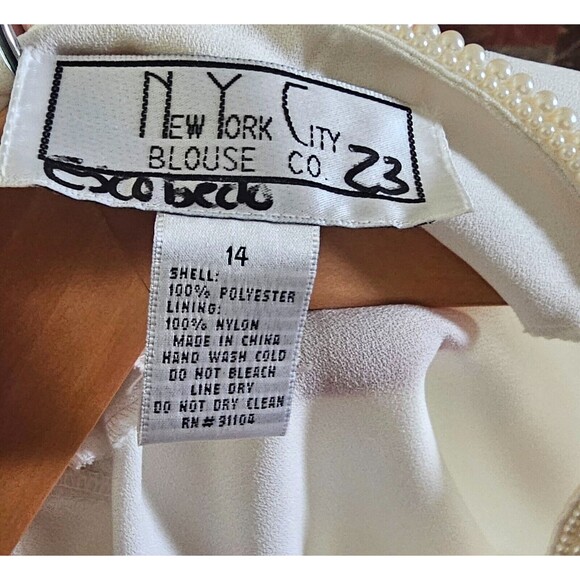 NEW YORK CITY
BLOUSE CO.
23
Escobedo
14
SHELL:
100% POLYESTER
LINING:
100% NYLON
MADE IN CHINA
HAND WASH COLD
DO NOT BLEACH
LINE DRY
DO NOT DRY CLEAN
RN# 31104